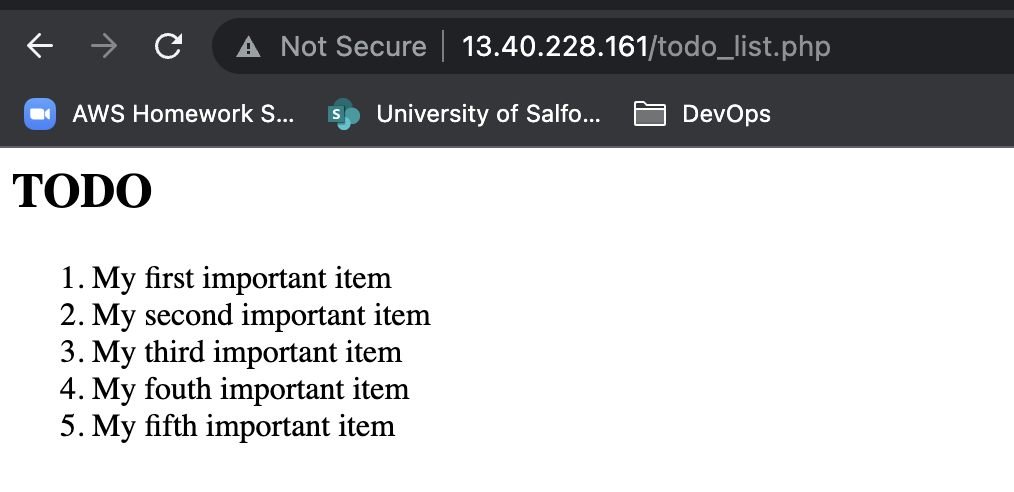 Not Secure | 13.40.228.161/todo_list.php
AWS Homework S... University of Salfo... DevOps
TODO
1. My first important item
2. My second important item
3. My third important item
4. My fouth important item
5. My fifth important item